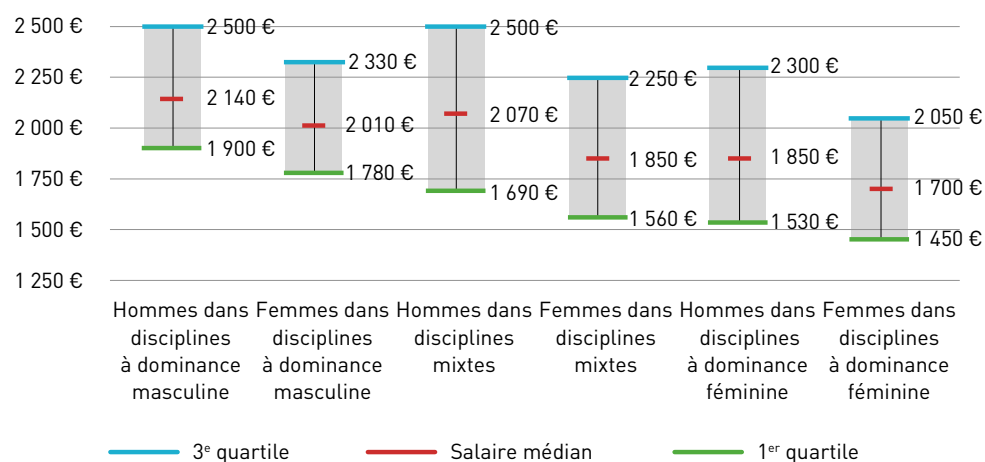 2 500 €
2 250 €
2 000 €
1 750 €
1 500 €
1 250 €
2 500 €
2 140 €
1 900 €
2 330 €
2 010 €
1 780 €
2 500 €
2 070 €
1 690 €
2 250 €
1 850 €
1 560 €
2 300 €
1 850 €
1 530 €
2 050 €
1 700 €
1 450 €
Hommes dans
disciplines
à dominance
masculine
Femmes dans
disciplines
à dominance
masculine
Hommes dans
disciplines
mixtes
Femmes dans
disciplines
mixtes
Hommes dans
disciplines
à dominance
féminine
Femmes dans
disciplines
à dominance
féminine
3e quartile
Salaire médian
1er quartile